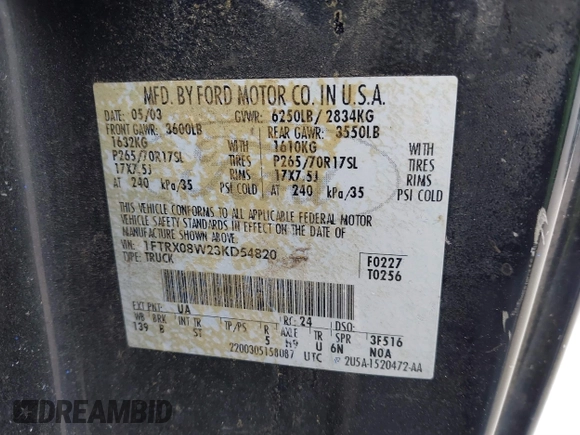 MFD. BY FORD MOTOR CO. IN U.S.A.
DATE: 05/03 GVWR: 6250LB/ 2834KG
FRONT GAWR: 3600LB REAR GAWR: 3550LB
1632KG WITH 1610KG WITH
P265/70R17SL TIRES P265/70R17SL TIRES
17X7.5J RIMS 17X7.5J RIMS
AT 240 kPa/35 PSI COLD AT 240 kPa/35 PSI COLD
THIS VEHICLE CONFORMS TO ALL APPLICABLE FEDERAL MOTOR
VEHICLE SAFETY STANDARDS IN EFFECT ON THE DATE OF
MANUFACTURE SHOWN ABOVE.
VIN: 1FTRX08W23KD54820 F0227
TYPE: TRUCK T0256
EXT PNT: UA RC: 24 DSO:
WB BRK INT TR TP/PS R AXLE TR SPR 3F516
139 B ST 5 H9 U 6N N0A
2200305158087 UTC 2U5A-1520472-AA
DREAMBID